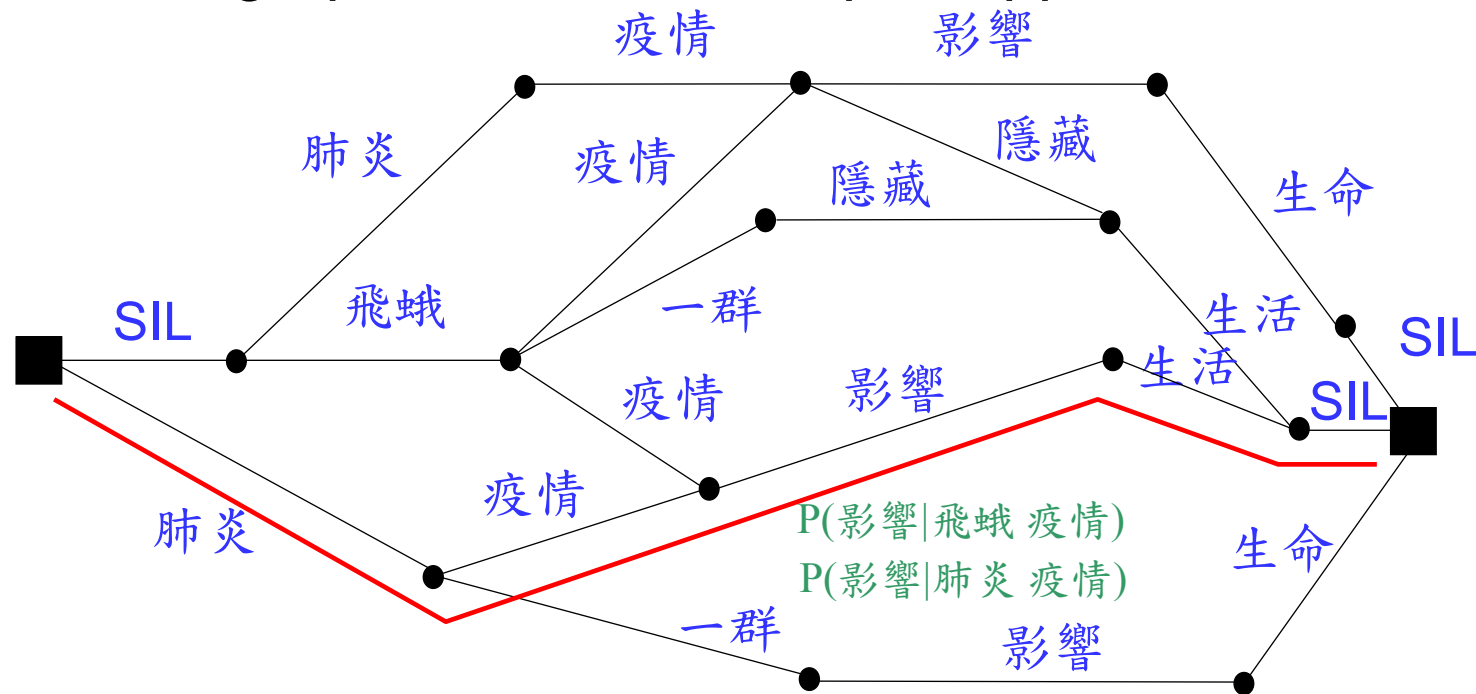 疫情 影響
肺炎 疫情 隱藏
隱藏 生命
SIL 飛蛾 一群 生活 SIL
疫情 影響 生活 SIL
肺炎 疫情
P(影響|飛蛾 疫情) 生命
P(影響|肺炎 疫情)
一群 影響